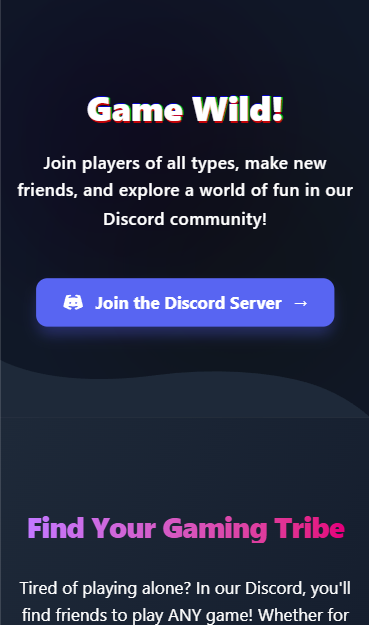 Game Wild!
Join players of all types, make new
friends, and explore a world of fun in our
Discord community!
Join the Discord Server →
Find Your Gaming Tribe
Tired of playing alone? In our Discord, you'll
find friends to play ANY game! Whether for